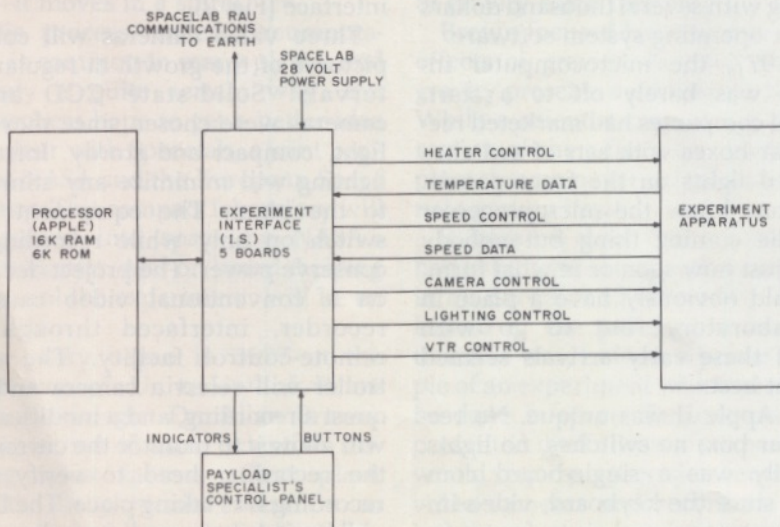 SPACELAB RAU
COMMUNICATIONS
TO EARTH
SPACELAB
28 VOLT
POWER SUPPLY
PROCESSOR
(APPLE)
16K RAM
6K ROM
EXPERIMENT
INTERFACE
(I.S.)
5 BOARDS
HEATER CONTROL
TEMPERATURE DATA
SPEED CONTROL
SPEED DATA
CAMERA CONTROL
LIGHTING CONTROL
VTR CONTROL
EXPERIMENT
APPARATUS
INDICATORS
BUTTONS
PAYLOAD
SPECIALIST'S
CONTROL PANEL